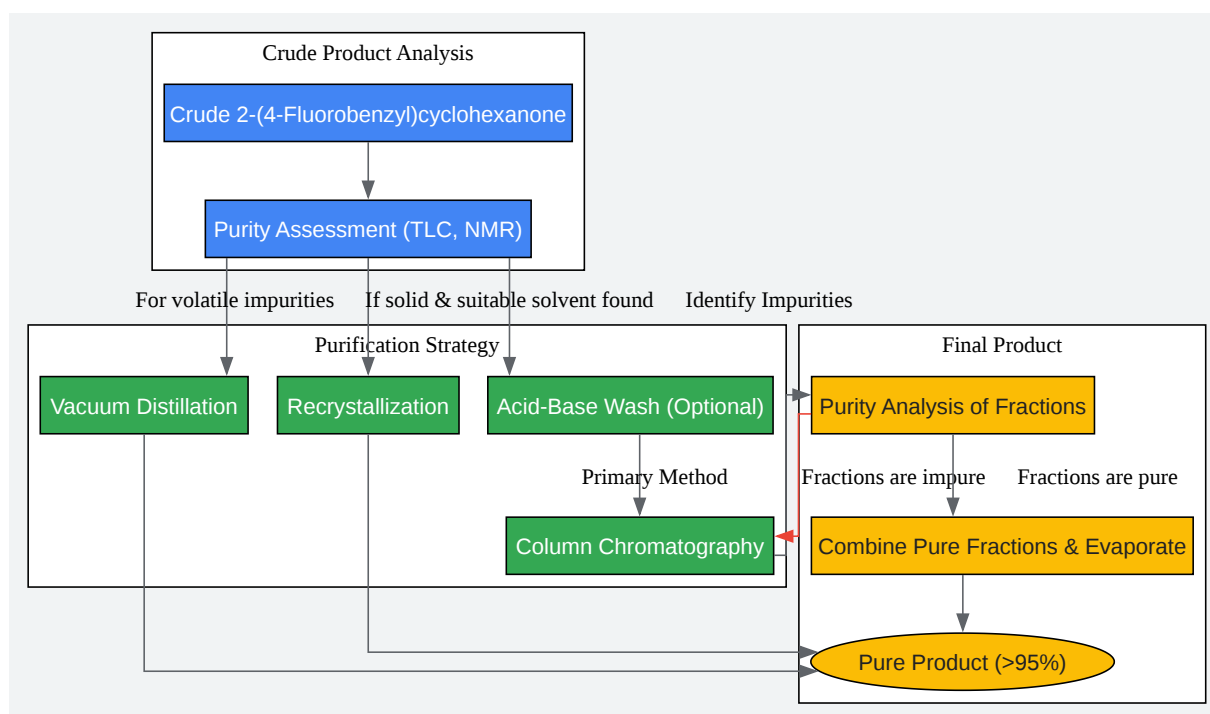 Crude Product Analysis
Crude 2-(4-Fluorobenzyl)cyclohexanone
Purity Assessment (TLC, NMR)
For volatile impurities
If solid & suitable solvent found
Identify Impurities
Purification Strategy
Final Product
Vacuum Distillation
Recrystallization
Acid-Base Wash (Optional)
Purity Analysis of Fractions
Primary Method
Fractions are impure
Fractions are pure
Column Chromatography
Combine Pure Fractions & Evaporate
Pure Product (>95%)